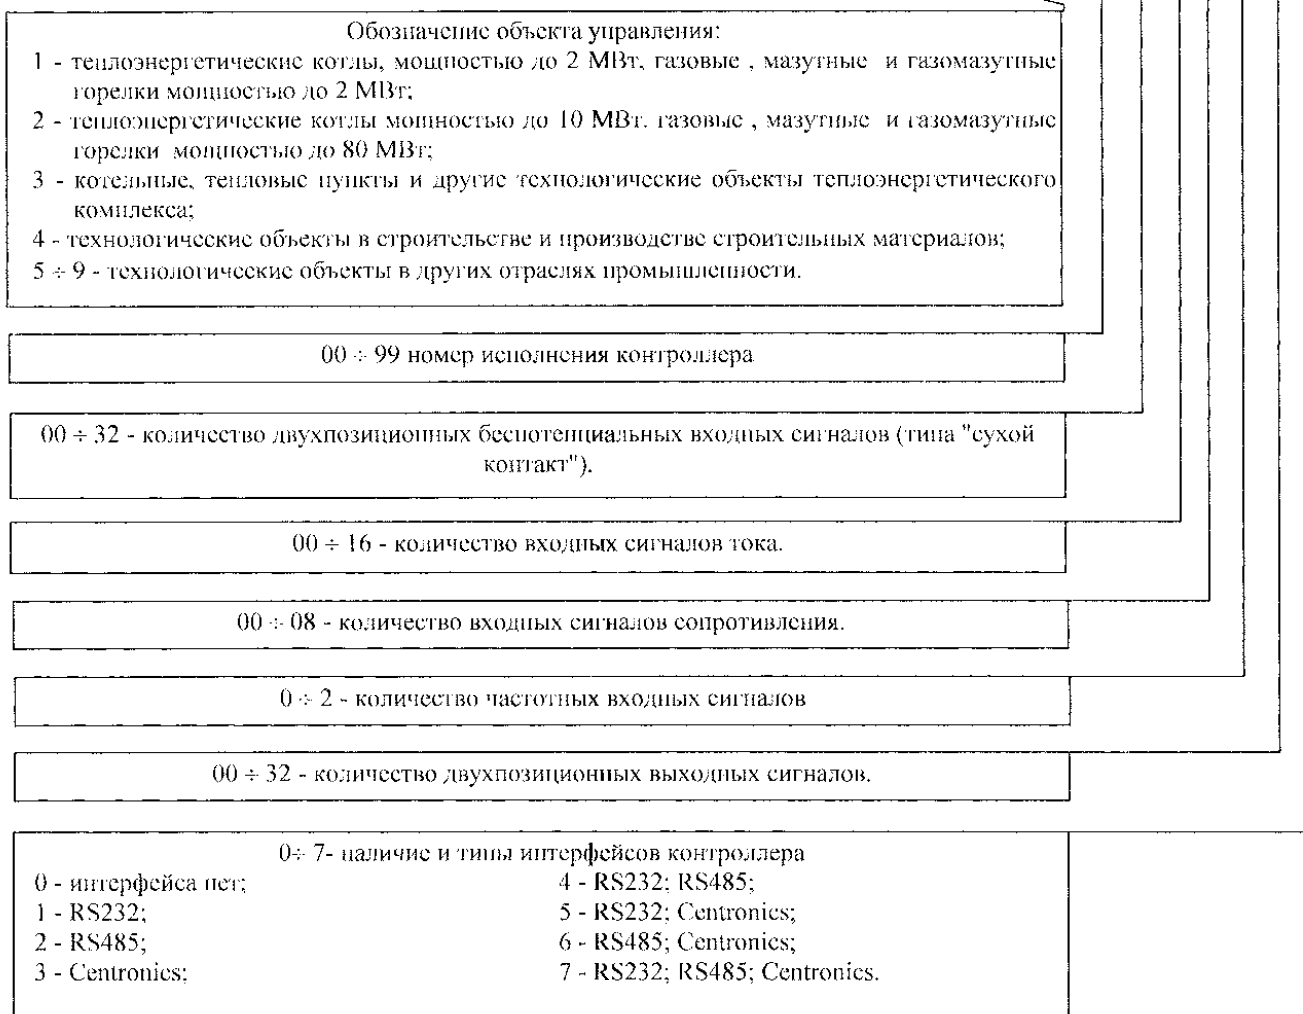 Обозначение объекта управления:
1 - теплоэнергетические котлы, мощностью до 2 МВт, газовые , мазутные и газомазутные
горелки мощностью до 2 МВт;
2 - теплоэнергетические котлы мощностью до 10 МВт. газовые , мазутные и газомазутные
горелки мощностью до 80 МВт;
3 - котельные, тепловые пункты и другие технологические объекты теплоэнергетического
комплекса;
4 - технологические объекты в строительстве и производстве строительных материалов;
5 ÷ 9 - технологические объекты в других отраслях промышленности.
00 ÷ 99 номер исполнения контроллера
00 ÷ 32 - количество двухпозиционных беспотенциальных входных сигналов (типа "сухой
контакт").
00 ÷ 16 - количество входных сигналов тока.
00 ÷ 08 - количество входных сигналов сопротивления.
0 ÷ 2 - количество частотных входных сигналов
00 ÷ 32 - количество двухпозиционных выходных сигналов.
0÷ 7- наличие и типы интерфейсов контроллера
0 - интерфейса нет;
1 - RS232;
2 - RS485;
3 - Centronics;
4 - RS232; RS485;
5 - RS232; Centronics;
6 - RS485; Centronics;
7 - RS232; RS485; Centronics.